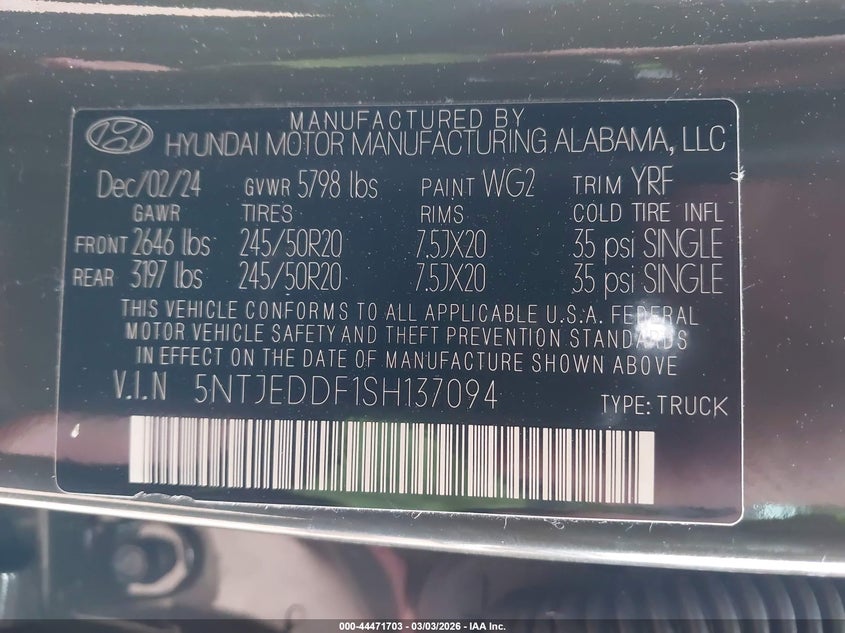 MANUFACTURED BY
HYUNDAI MOTOR MANUFACTURING ALABAMA, LLC
Dec/02/24 GVWR 5798 lbs PAINT WG2 TRIM YRF
GAWR TIRES RIMS COLD TIRE INFL
FRONT 2646 lbs 245/50R20 7.5JX20 35 psi SINGLE
REAR 3197 lbs 245/50R20 7.5JX20 35 psi SINGLE
THIS VEHICLE CONFORMS TO ALL APPLICABLE U.S.A. FEDERAL
MOTOR VEHICLE SAFETY AND THEFT PREVENTION STANDARDS
IN EFFECT ON THE DATE OF MANUFACTURE SHOWN ABOVE
V.I.N 5NTJEDDF1SH137094 TYPE: TRUCK
000-44471703 - 03/03/2026 - IAA Inc.